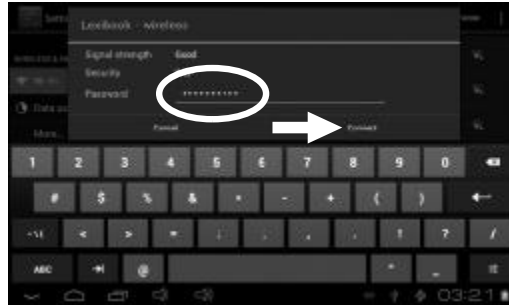 Lexibook - wireless
Signal strength Good
Security
Password ••••••••••
Cancel Connect
More...
1 2 3 4 5 6 7 8 9 0
# $ % & * - + ( )
~\{ < > = : ; , . ! ? /
ABC @ " _
03:21